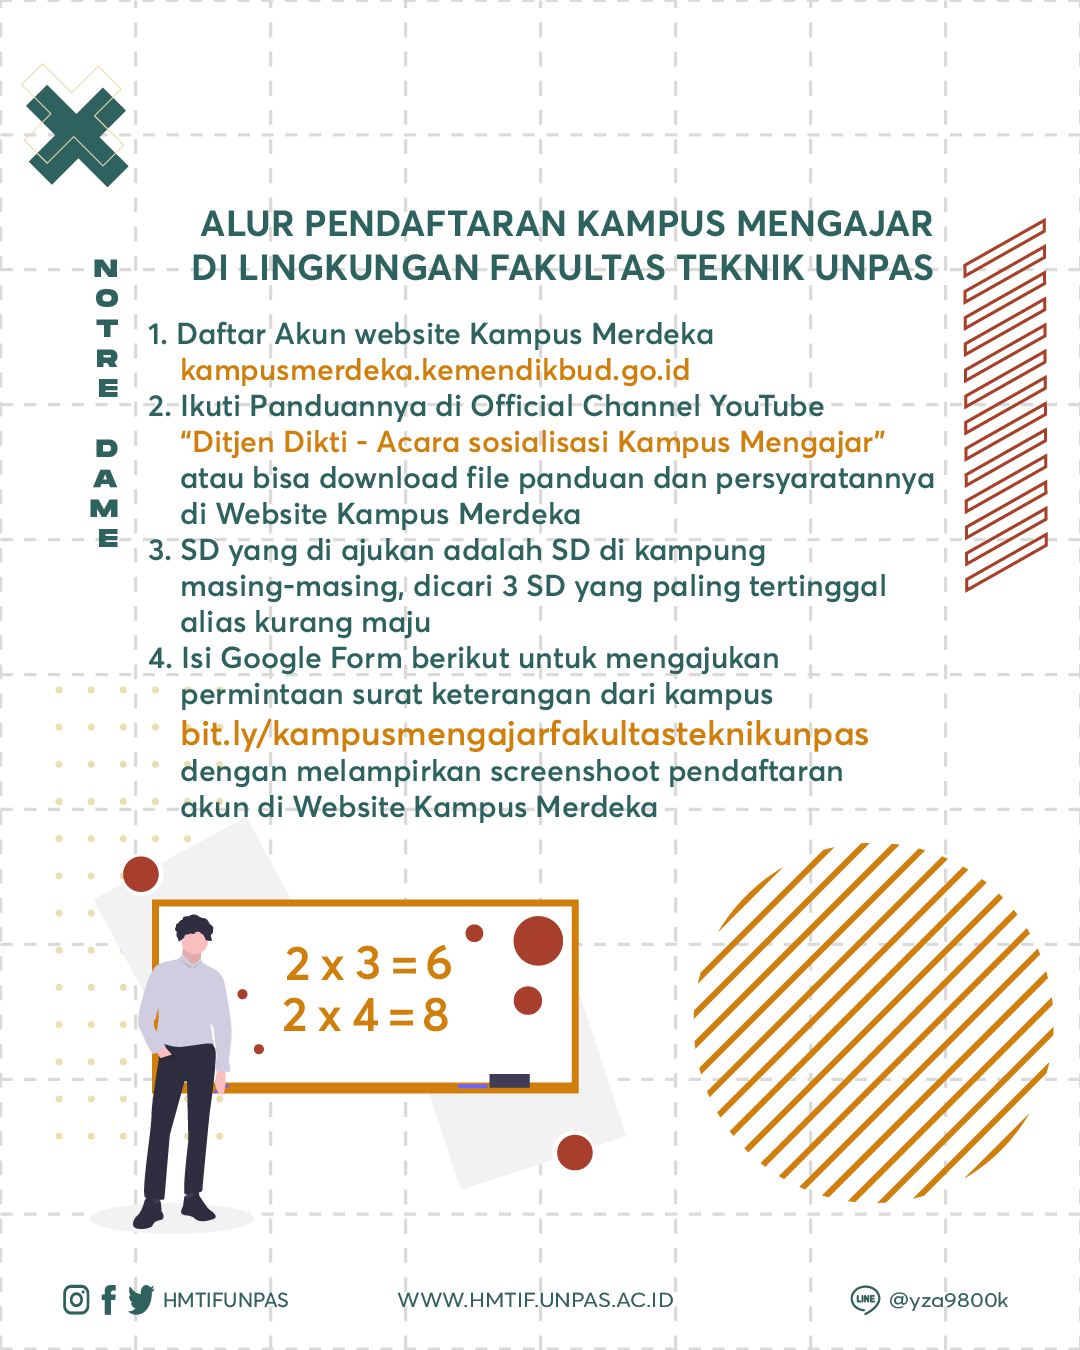 ALUR PENDAFTARAN KAMPUS MENGAJAR
DI LINGKUNGAN FAKULTAS TEKNIK UNPAS
NOTRE DAME
1. Daftar Akun website Kampus Merdeka
kampusmerdeka.kemendikbud.go.id
2. Ikuti Panduannya di Official Channel YouTube
“Ditjen Dikti - Acara sosialisasi Kampus Mengajar”
atau bisa download file panduan dan persyaratannya
di Website Kampus Merdeka
3. SD yang di ajukan adalah SD di kampung
masing-masing, dicari 3 SD yang paling tertinggal
alias kurang maju
4. Isi Google Form berikut untuk mengajukan
permintaan surat keterangan dari kampus
bit.ly/kampusmengajarfakultasteknikunpas
dengan melampirkan screenshoot pendaftaran
akun di Website Kampus Merdeka
2 x 3 = 6
2 x 4 = 8
HMTIFUNPAS
WWW.HMTIF.UNPAS.AC.ID
LINE @yza9800k